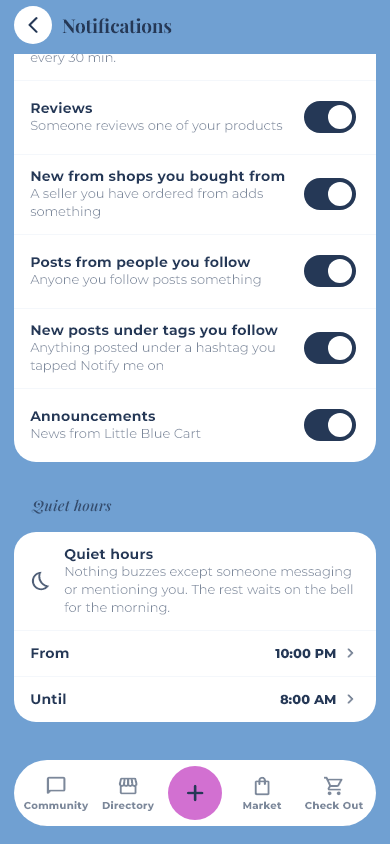 Notifications
every 30 min.
Reviews
Someone reviews one of your products
New from shops you bought from
A seller you have ordered from adds
something
Posts from people you follow
Anyone you follow posts something
New posts under tags you follow
Anything posted under a hashtag you
tapped Notify me on
Announcements
News from Little Blue Cart
Quiet hours
Quiet hours
Nothing buzzes except someone messaging
or mentioning you. The rest waits on the bell
for the morning.
From 10:00 PM
Until 8:00 AM
Community Directory Market Check Out